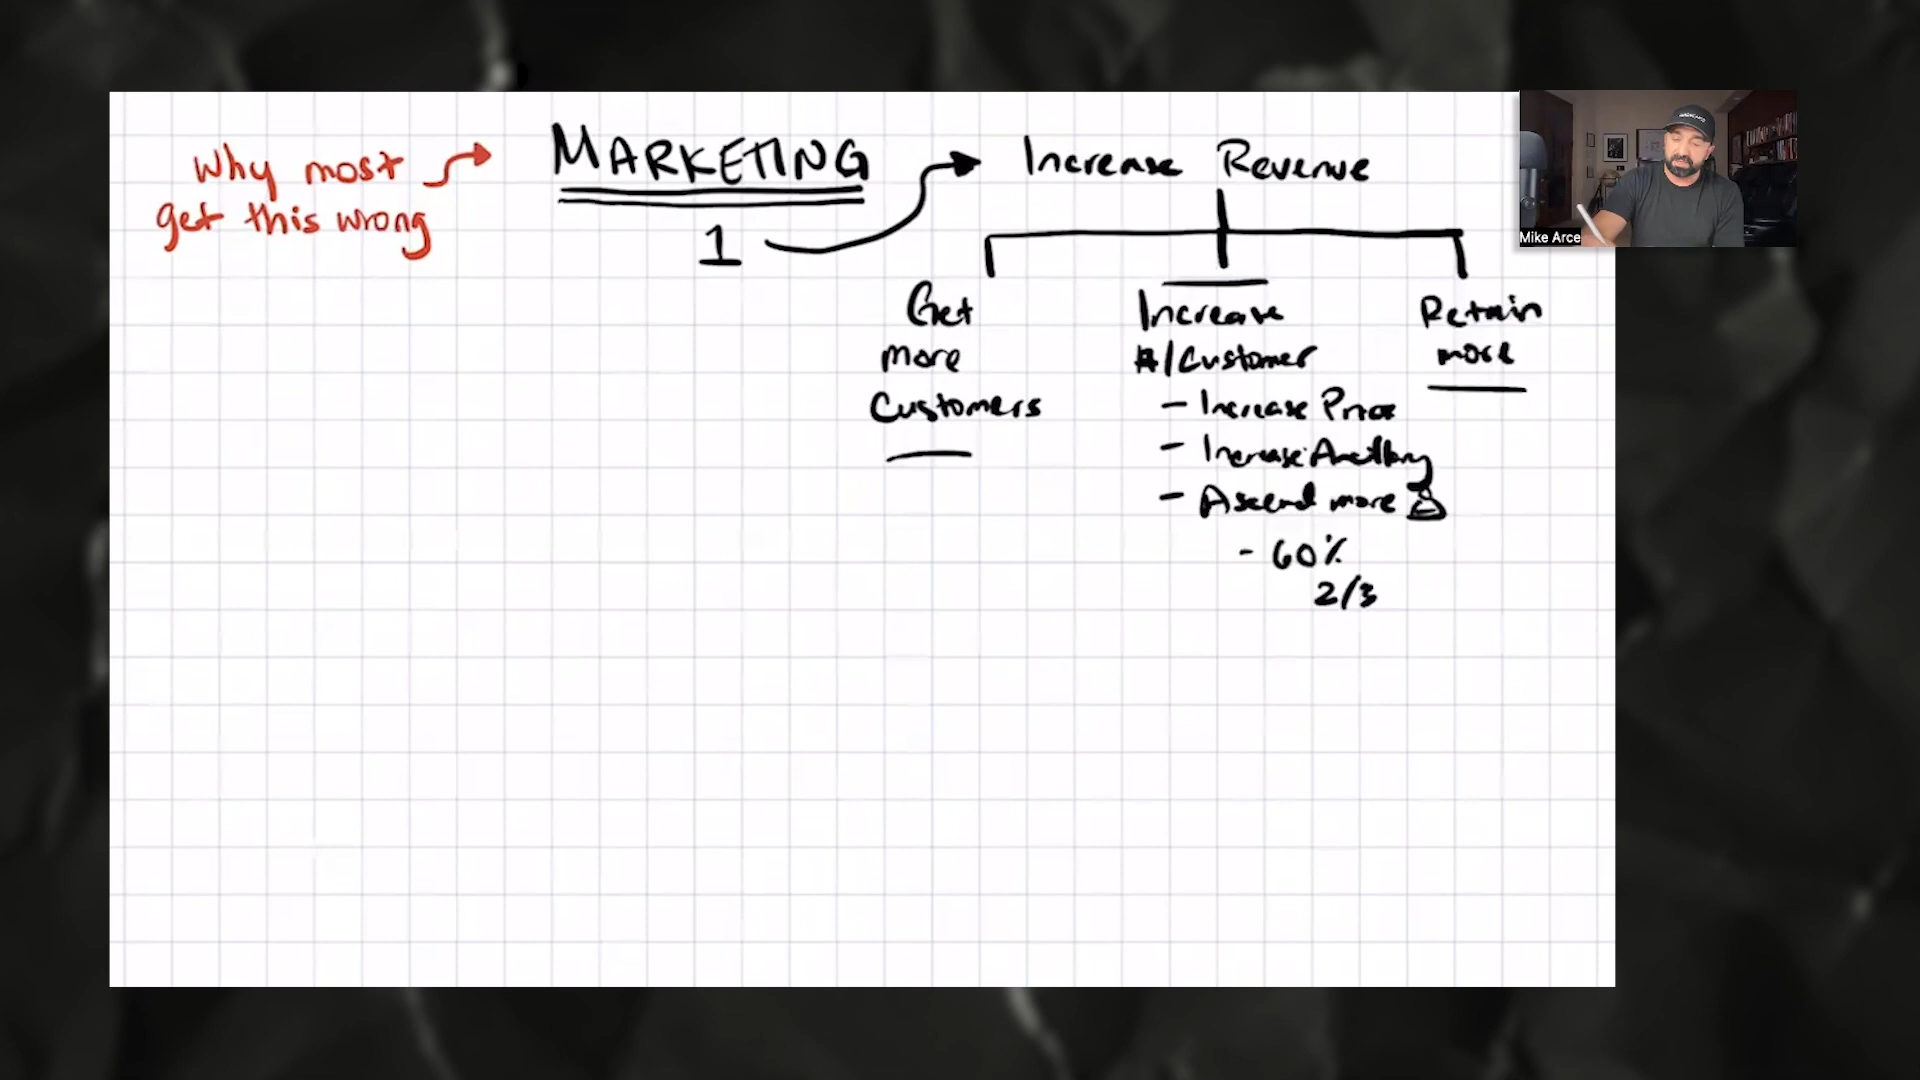 Why most
get this wrong
MARKETING
1
Increase Revenue
Get
more
Customers
Increase
/Customer
- Increase Price
- Increase Ancillary
- Ascend more
- 60%
2/3
Retain
more
Mike Arce